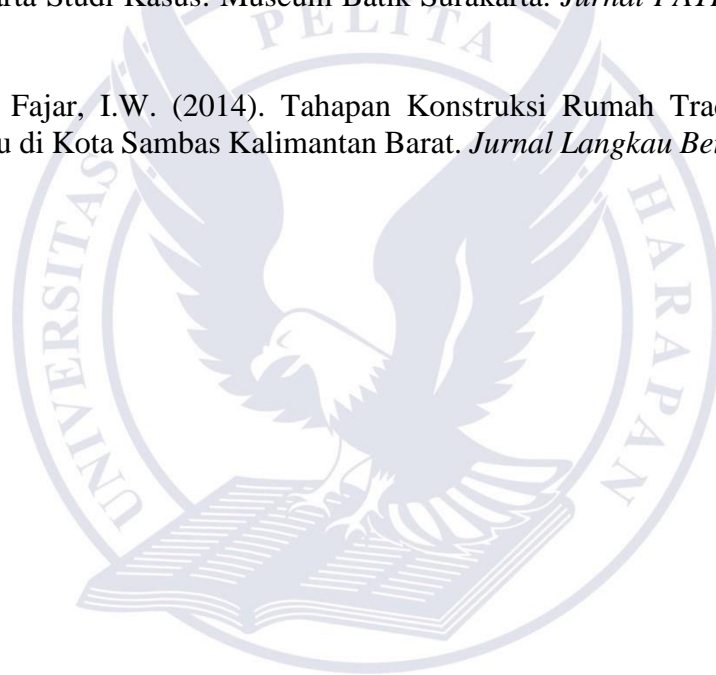 arta Studi Kasus: Museum Batik Surakarta. Jurnal
Fajar, I.W. (2014). Tahapan Konstruksi Rumah Trad
u di Kota Sambas Kalimantan Barat. Jurnal Langkau Be
UNIVERSITAS PELITA HARAPAN